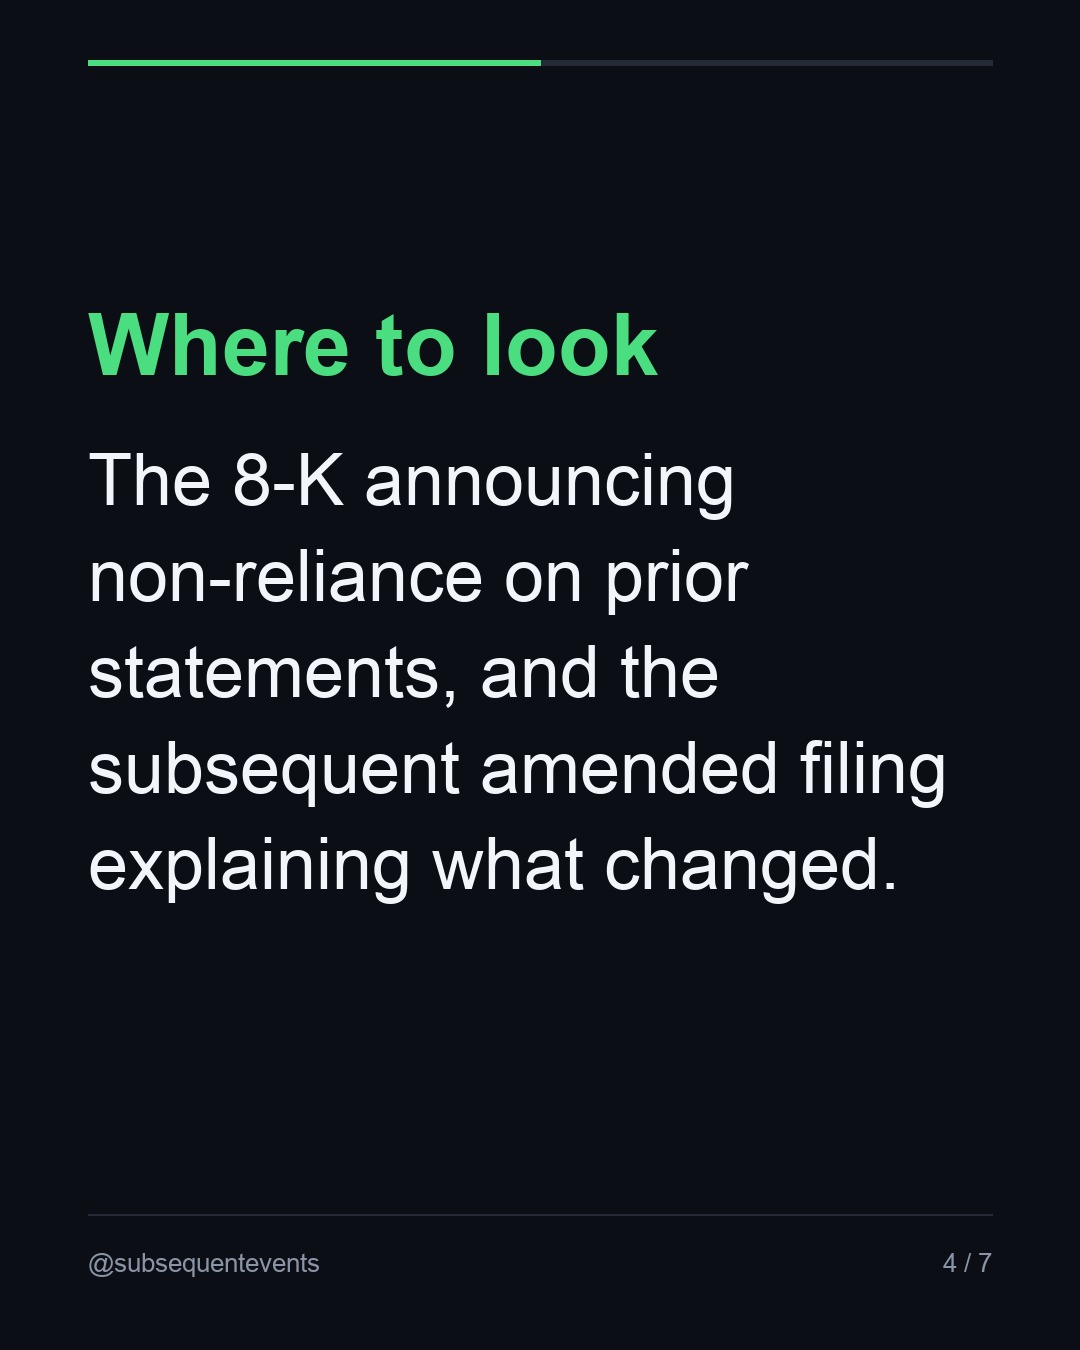 Where to look
The 8-K announcing
non-reliance on prior
statements, and the
subsequent amended filing
explaining what changed.
@subsequentevents
4 / 7